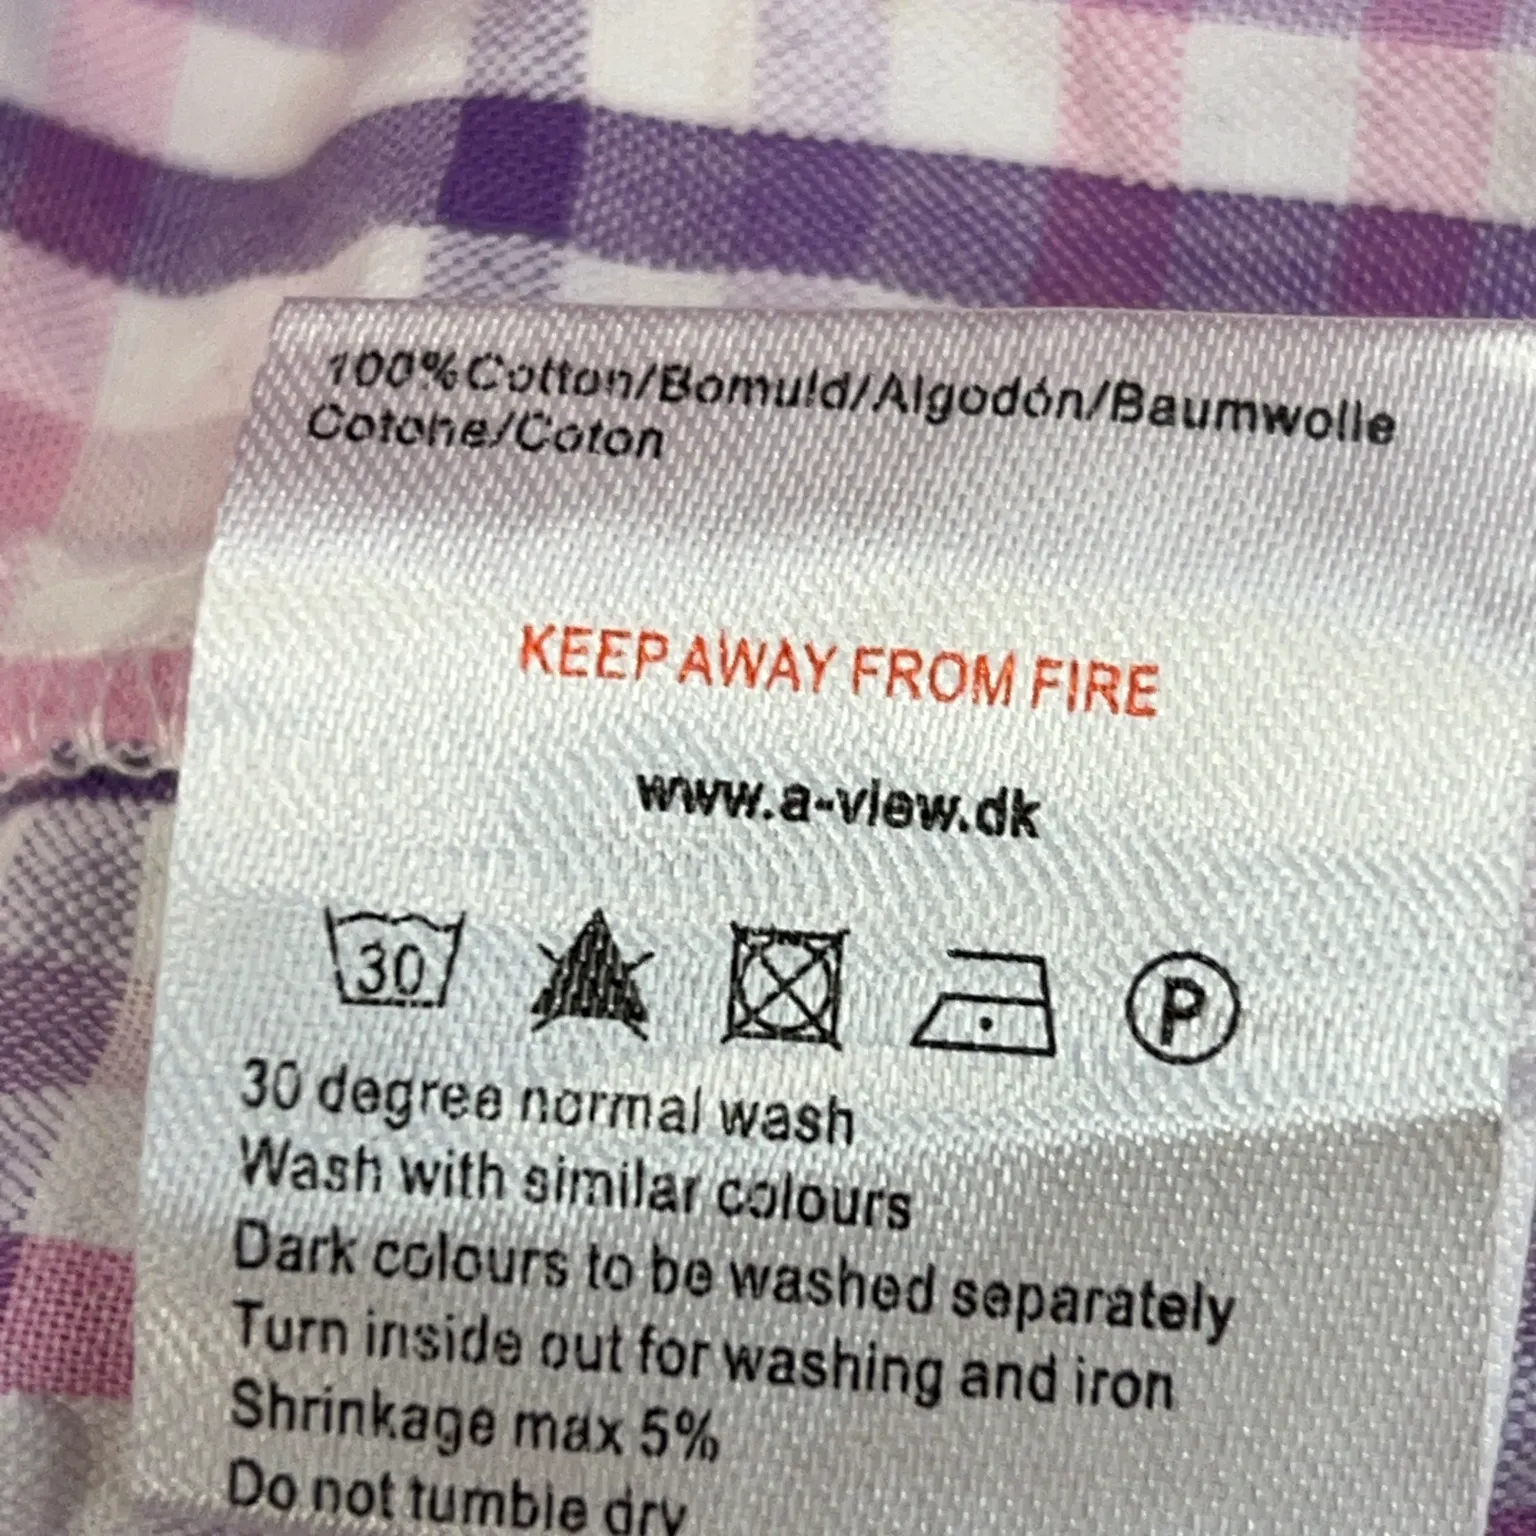 100%Cotton/Bomuld/Algodón/Baumwolle
Cotone/Coton
KEEP AWAY FROM FIRE
www.a-view.dk
30
P
30 degree normal wash
Wash with similar colours
Dark colours to be washed separately
Turn inside out for washing and iron
Shrinkage max 5%
Do not tumble dry